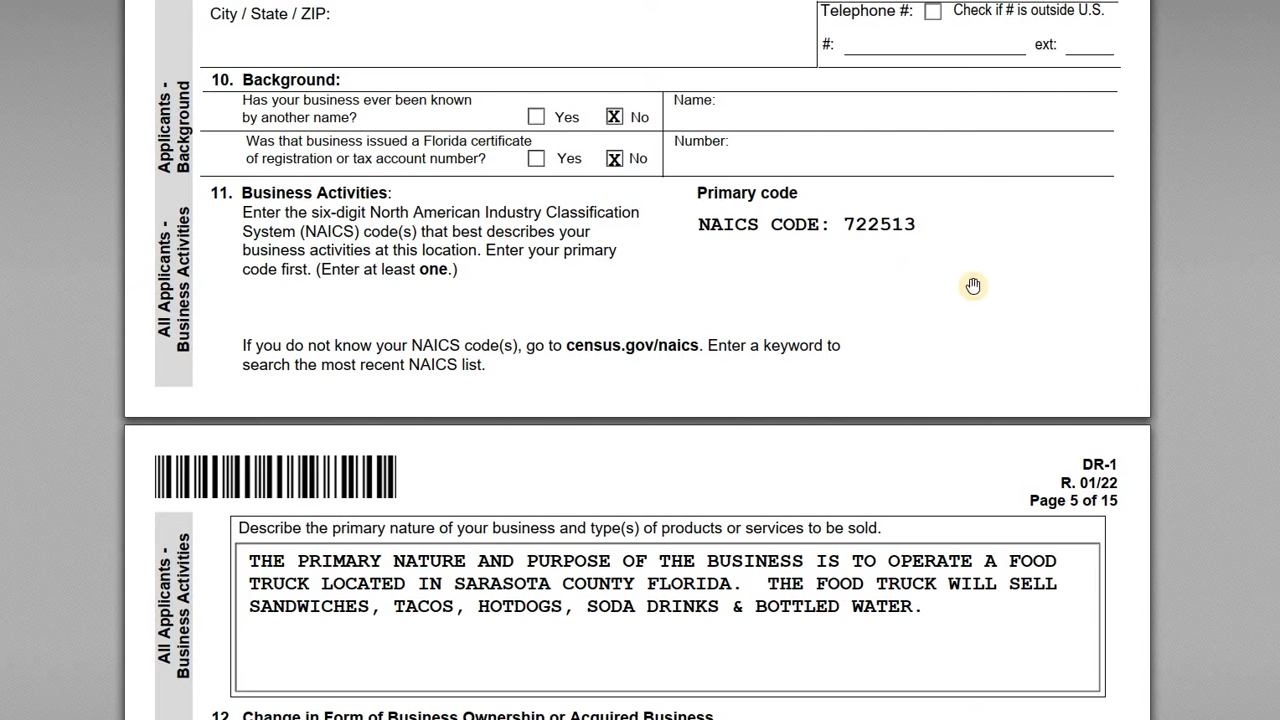 City / State / ZIP:
Telephone #: Check if # is outside U.S.
#: ext:
All Applicants - Background
10. Background:
Has your business ever been known
by another name? Yes X No
Name:
Was that business issued a Florida certificate
of registration or tax account number? Yes X No
Number:
All Applicants - Business Activities
11. Business Activities:
Enter the six-digit North American Industry Classification
System (NAICS) code(s) that best describes your
business activities at this location. Enter your primary
code first. (Enter at least one.)
Primary code
NAICS CODE: 722513
If you do not know your NAICS code(s), go to census.gov/naics. Enter a keyword to
search the most recent NAICS list.
DR-1
R. 01/22
Page 5 of 15
All Applicants - Business Activities
Describe the primary nature of your business and type(s) of products or services to be sold.
THE PRIMARY NATURE AND PURPOSE OF THE BUSINESS IS TO OPERATE A FOOD
TRUCK LOCATED IN SARASOTA COUNTY FLORIDA. THE FOOD TRUCK WILL SELL
SANDWICHES, TACOS, HOTDOGS, SODA DRINKS & BOTTLED WATER.
12. Change in Form of Business Ownership or Acquired Business